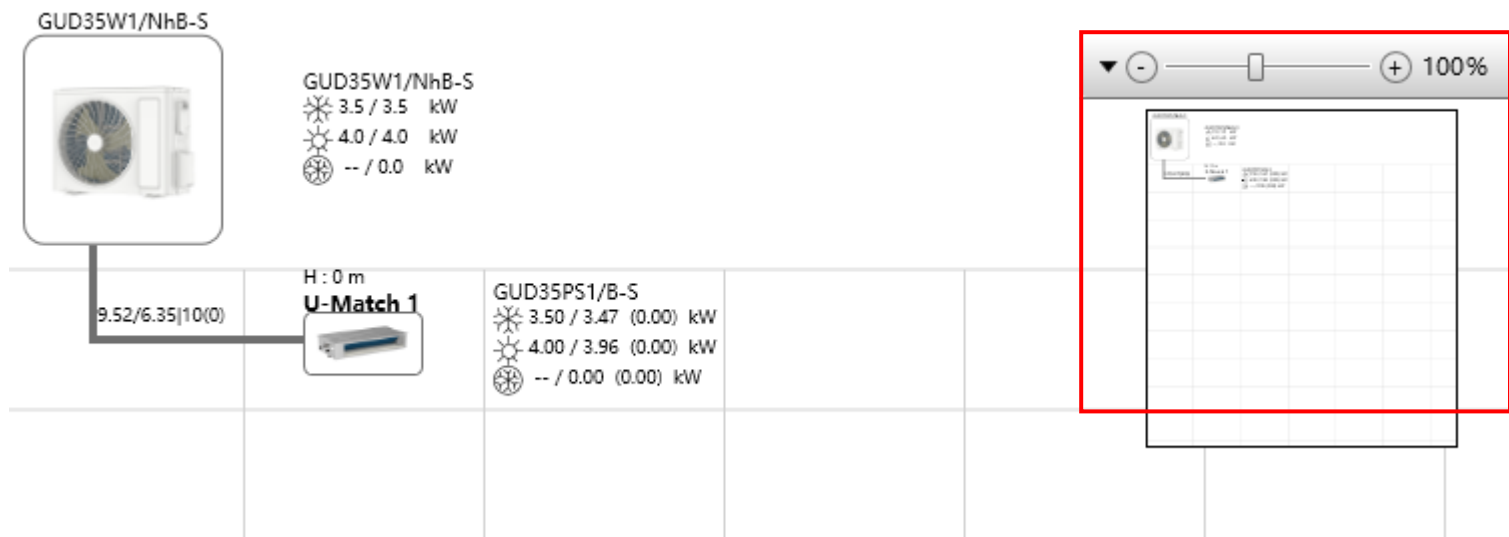 GUD35W1/NhB-S
GUD35W1/NhB-S
3.5 / 3.5 kW
4.0 / 4.0 kW
-- / 0.0 kW
- + 100%
H : 0 m
U-Match 1
9.52/6.35|10(0)
GUD35PS1/B-S
3.50 / 3.47 (0.00) kW
4.00 / 3.96 (0.00) kW
-- / 0.00 (0.00) kW